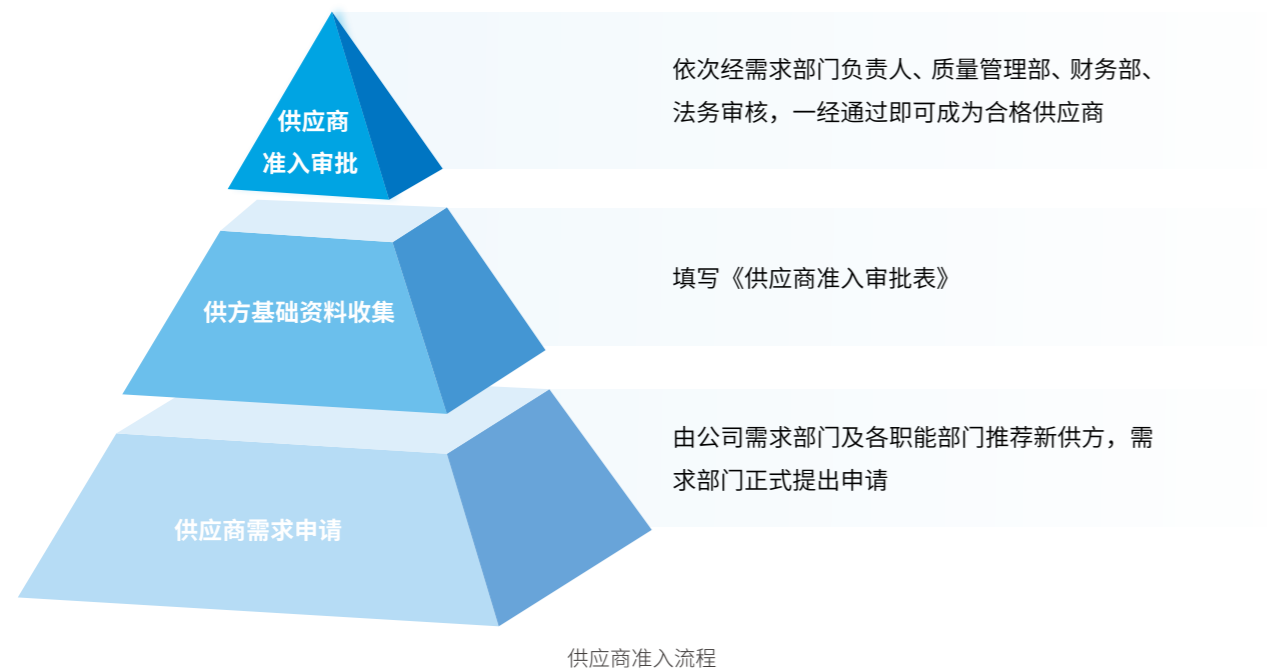 供应商
准入审批
依次经需求部门负责人、质量管理部、财务部、
法务审核，一经通过即可成为合格供应商
供方基础资料收集
填写《供应商准入审批表》
供应商需求申请
由公司需求部门及各职能部门推荐新供方，需
求部门正式提出申请
供应商准入流程